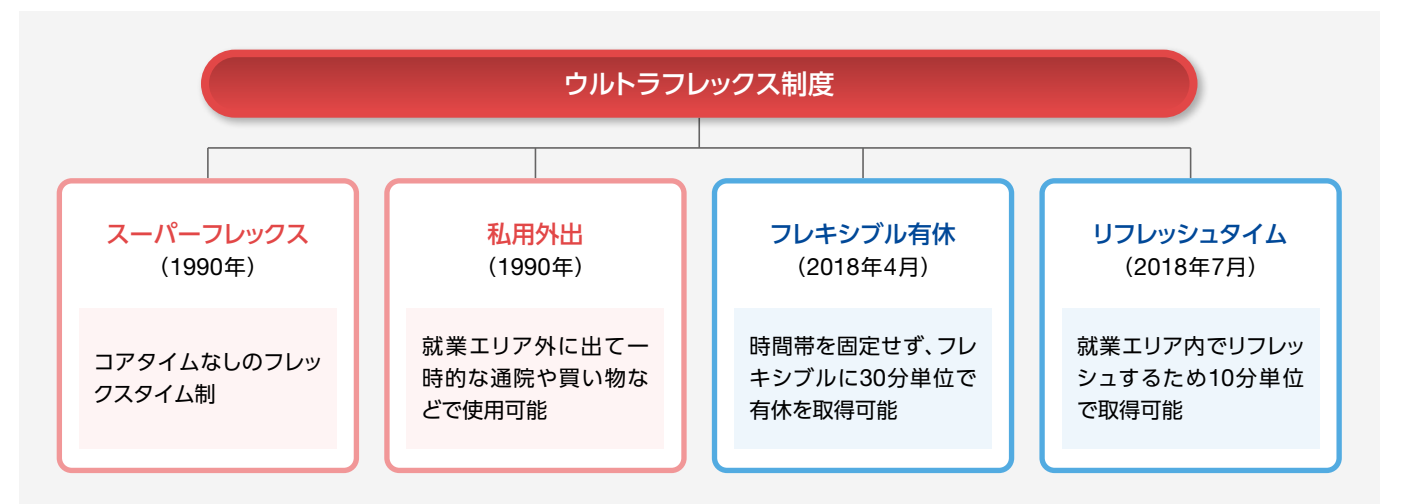 ウルトラフレックス制度
スーパーフレックス
（1990年）
コアタイムなしのフレッ
クスタイム制
私用外出
（1990年）
就業エリア外に出て一
時的な通院や買い物な
どで使用可能
フレキシブル有休
（2018年4月）
時間帯を固定せず、フレ
キシブルに30分単位で
有休を取得可能
リフレッシュタイム
（2018年7月）
就業エリア内でリフレッ
シュするため10分単位
で取得可能